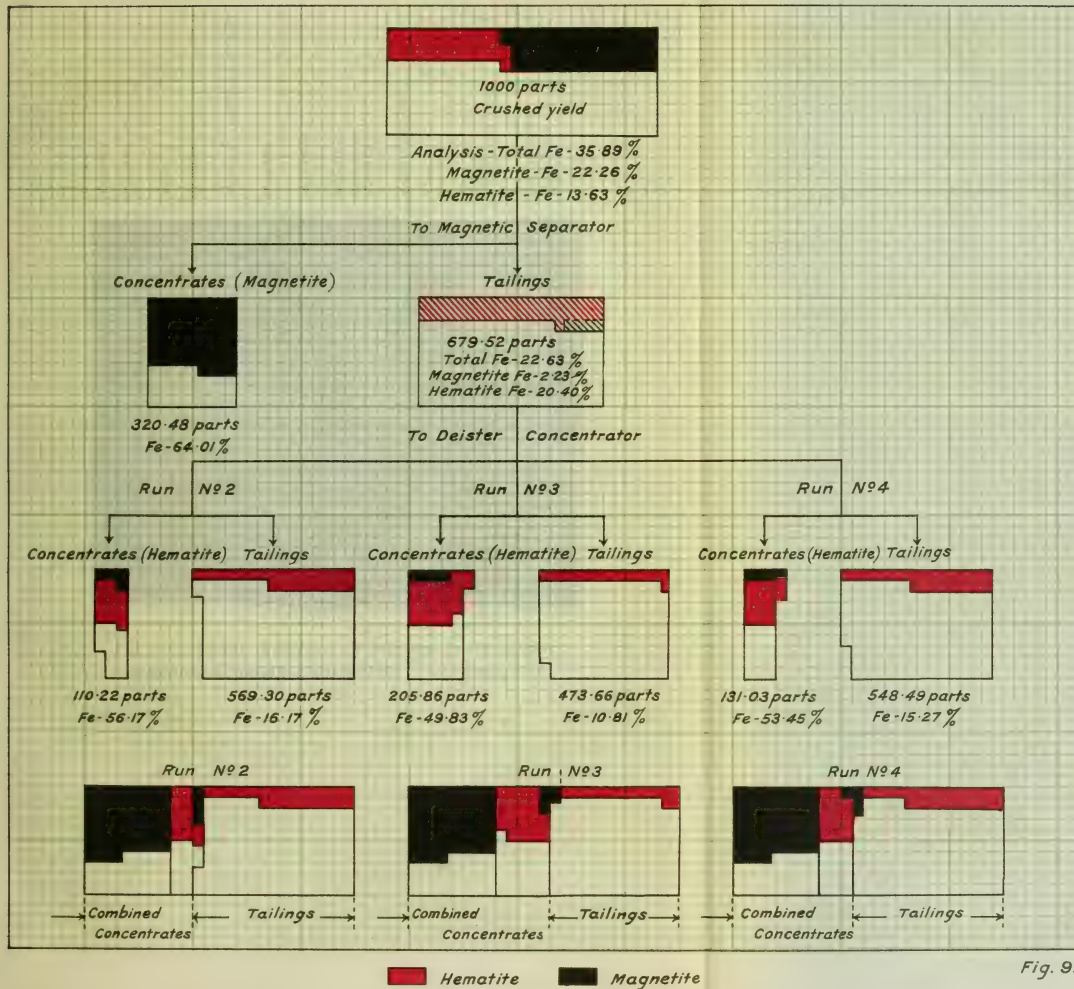 1000 parts
Crushed yield
Analysis - Total Fe - 35·89 %
Magnetite - Fe - 22·26 %
Hematite - Fe - 13·63 %
To Magnetic Separator
Concentrates (Magnetite)
320·48 parts
Fe - 64·01 %
Tailings
679·52 parts
Total Fe - 22·63 %
Magnetite Fe - 2·23 %
Hematite Fe - 20·40 %
To Deister Concentrator
Run Nº 2
Run Nº 3
Run Nº 4
Concentrates (Hematite) Tailings
Concentrates (Hematite) Tailings
Concentrates (Hematite) Tailings
110·22 parts
Fe - 56·17 %
569·30 parts
Fe - 16·17 %
205·86 parts
Fe - 49·83 %
473·66 parts
Fe - 10·81 %
131·03 parts
Fe - 53·45 %
548·49 parts
Fe - 15·27 %
Run Nº 2
Run Nº 3
Run Nº 4
Combined
Concentrates
Tailings
Combined
Concentrates
Tailings
Combined
Concentrates
Tailings
Hematite
Magnetite
Fig. 9.